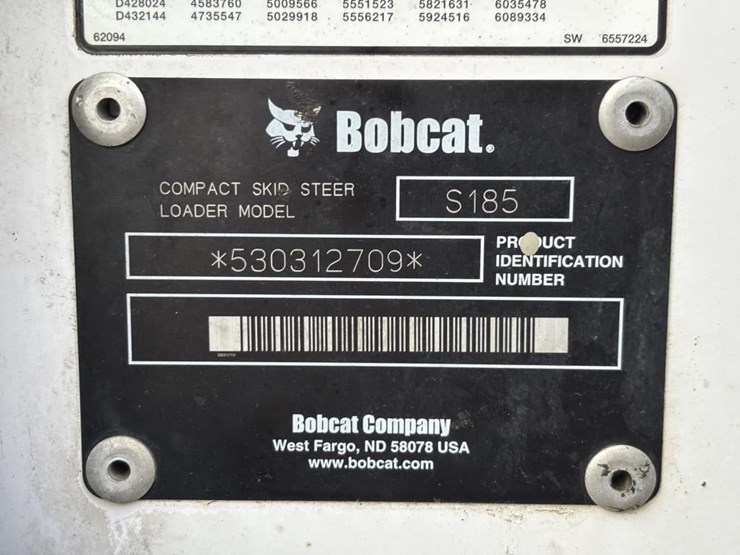 D428024 4583760 5009566 5551523 5821631 6035478
D432144 4735547 5029918 5556217 5924516 6089334
62094 SW 6557224
Bobcat®
COMPACT SKID STEER
LOADER MODEL
S185
*530312709*
PRODUCT
IDENTIFICATION
NUMBER
Bobcat Company
West Fargo, ND 58078 USA
www.bobcat.com